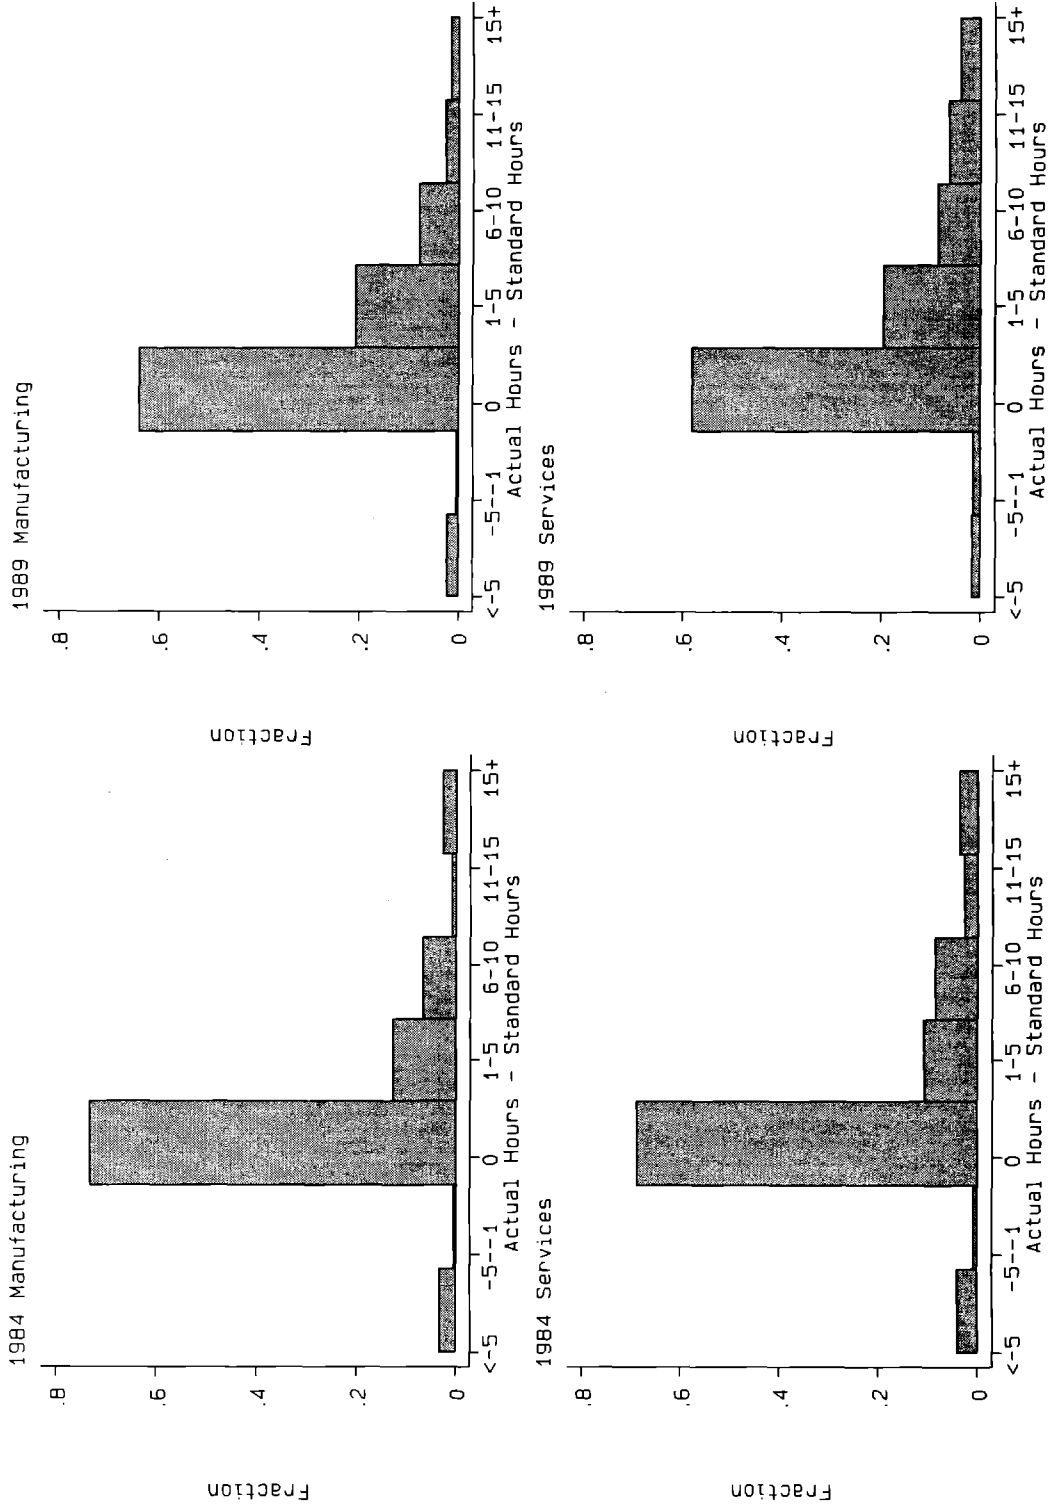 1984 Manufacturing
Fraction
.8
.6
.4
.2
0
<-5 -5--1 0 1-5 6-10 11-15 15+
Actual Hours - Standard Hours
1989 Manufacturing
Fraction
.8
.6
.4
.2
0
<-5 -5--1 0 1-5 6-10 11-15 15+
Actual Hours - Standard Hours
1984 Services
Fraction
.8
.6
.4
.2
0
<-5 -5--1 0 1-5 6-10 11-15 15+
Actual Hours - Standard Hours
1989 Services
Fraction
.8
.6
.4
.2
0
<-5 -5--1 0 1-5 6-10 11-15 15+
Actual Hours - Standard Hours